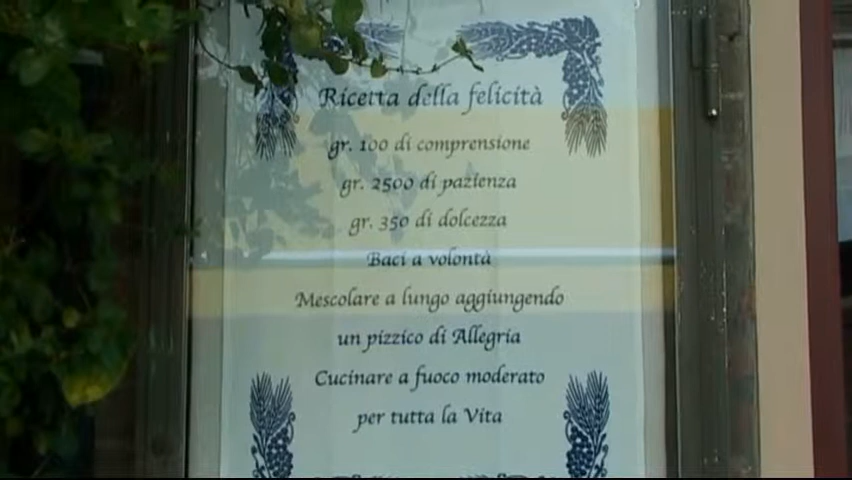 Ricetta della felicità
gr. 100 di comprensione
gr. 2500 di pazienza
gr. 350 di dolcezza
Baci a volontà
Mescolare a lungo aggiungendo
un pizzico di Allegria
Cucinare a fuoco moderato
per tutta la Vita